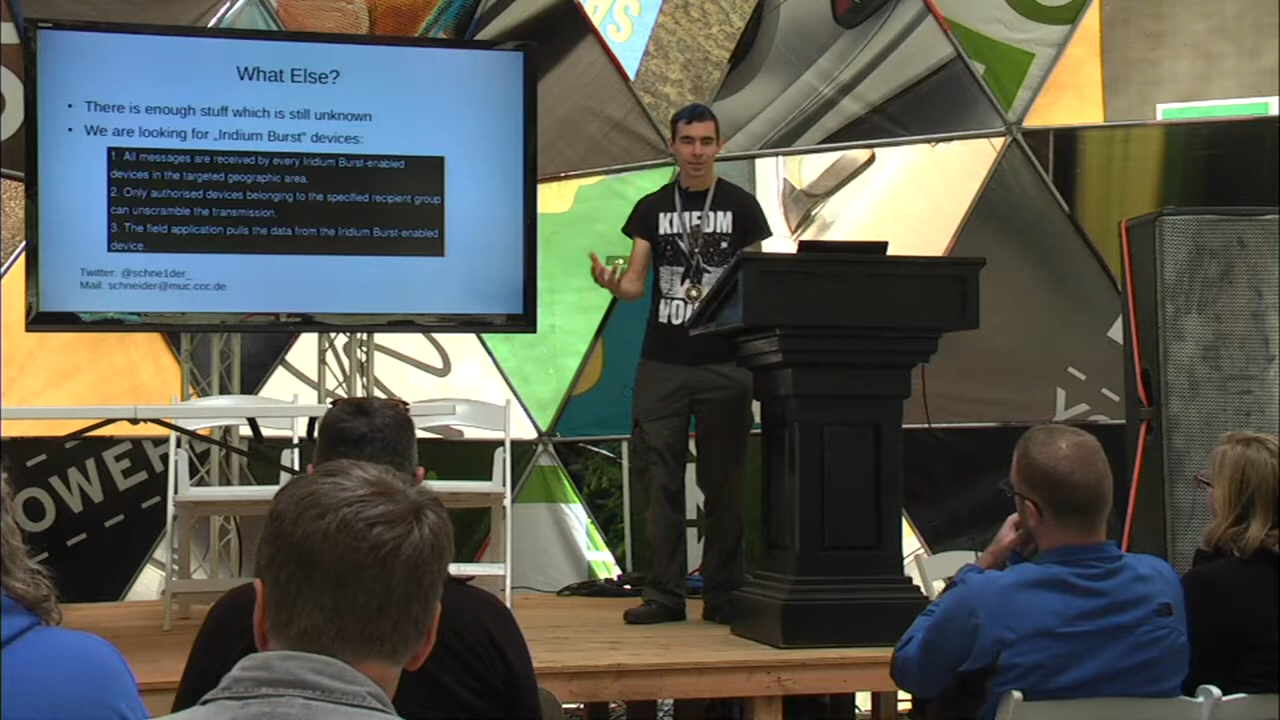 What Else?
• There is enough stuff which is still unknown
• We are looking for „Iridium Burst" devices:
1. All messages are received by every Iridium Burst-enabled
devices in the targeted geographic area.
2. Only authorised devices belonging to the specified recipient group
can unscramble the transmission.
3. The field application pulls the data from the Iridium Burst-enabled
device.
Twitter: @schne1der_
Mail: schneider@muc.ccc.de
KMFDM